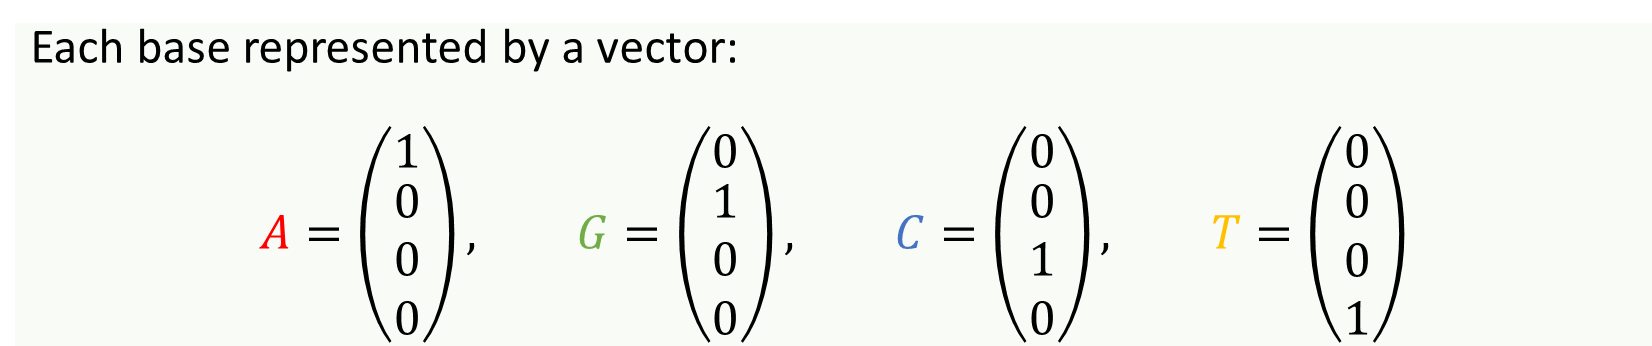 Each base represented by a vector:
A = (1 0 0 0), G = (0 1 0 0), C = (0 0 1 0), T = (0 0 0 1)